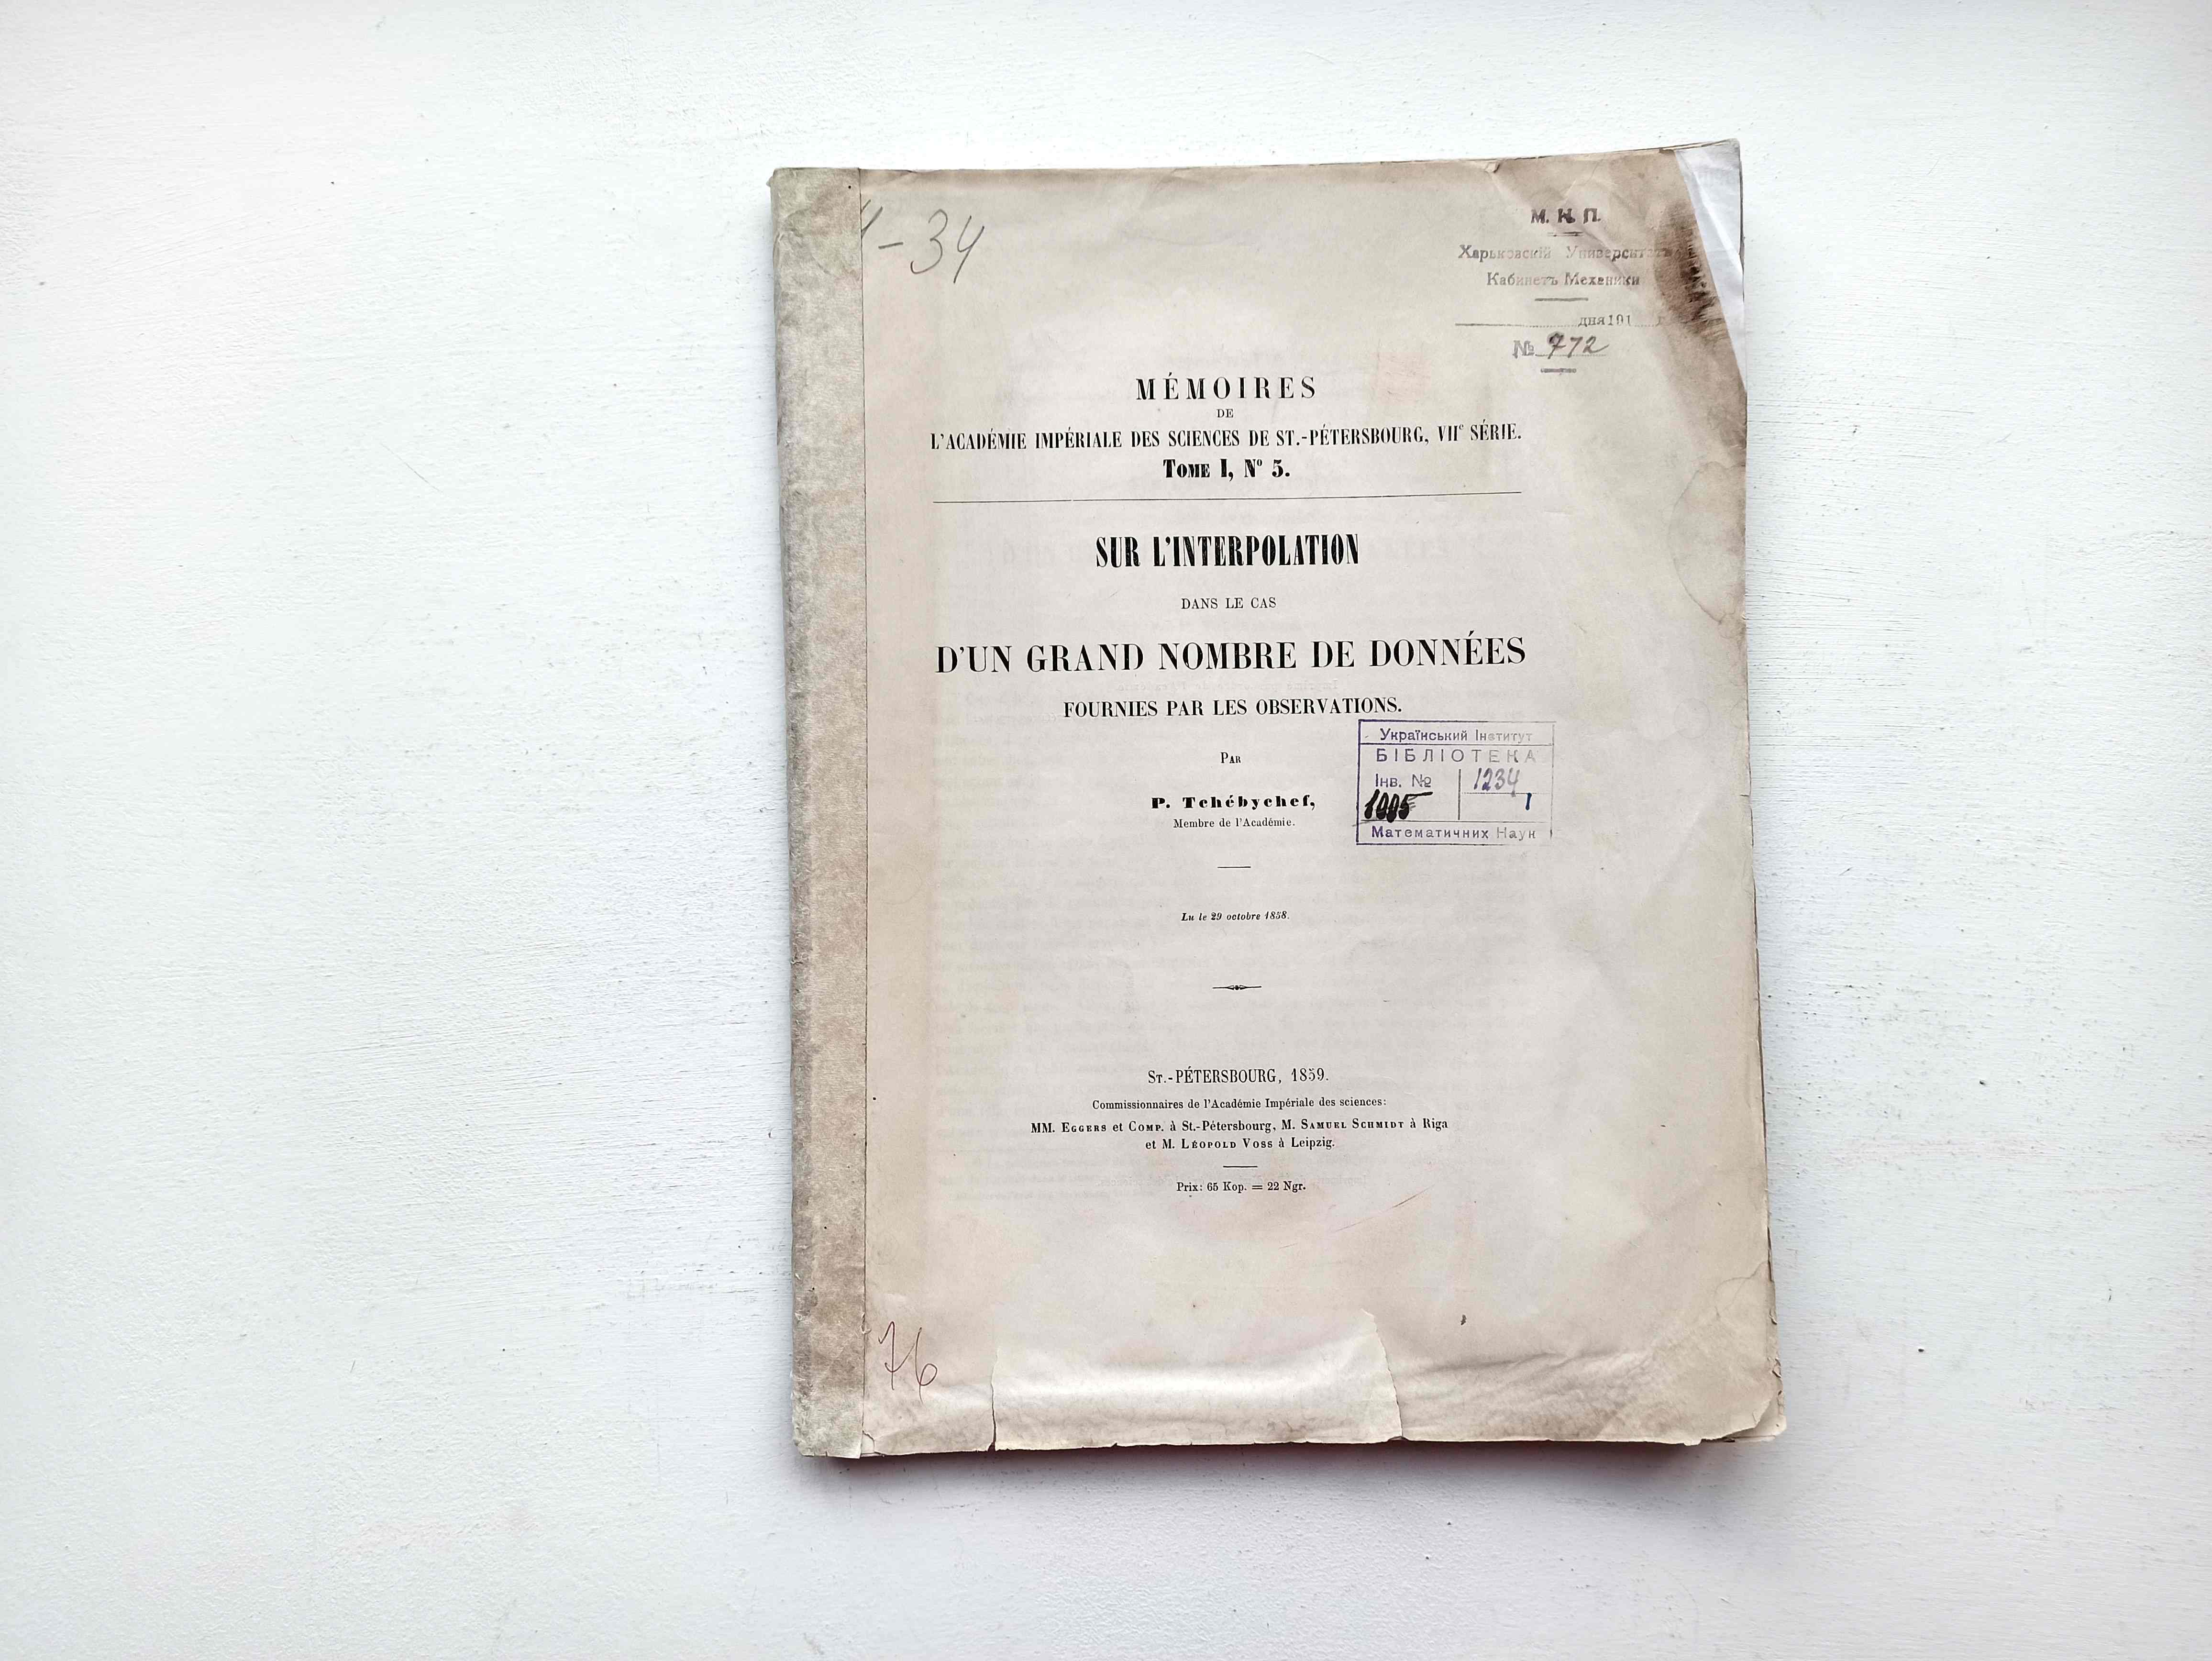 -34
М. Н. П.
Харьковскій Университетъ
Кабинетъ Механики
дня 191 г
№ 772
MÉMOIRES
DE
L'ACADÉMIE IMPÉRIALE DES SCIENCES DE ST.-PÉTERSBOURG, VIIe SÉRIE.
TOME I, No 5.
SUR L'INTERPOLATION
DANS LE CAS
D'UN GRAND NOMBRE DE DONNÉES
FOURNIES PAR LES OBSERVATIONS.
PAR
P. Tchébychef,
Membre de l'Académie.
Український Інститут
БІБЛІОТЕКА
Інв. № 1234
1005 1
Математичних Наук
Lu le 29 octobre 1858.
ST.-PÉTERSBOURG, 1859.
Commissionnaires de l'Académie Impériale des sciences:
MM. EGGERS et COMP. à St.-Pétersbourg, M. SAMUEL SCHMIDT à Riga
et M. LÉOPOLD VOSS à Leipzig.
Prix: 65 Kop. = 22 Ngr.
76